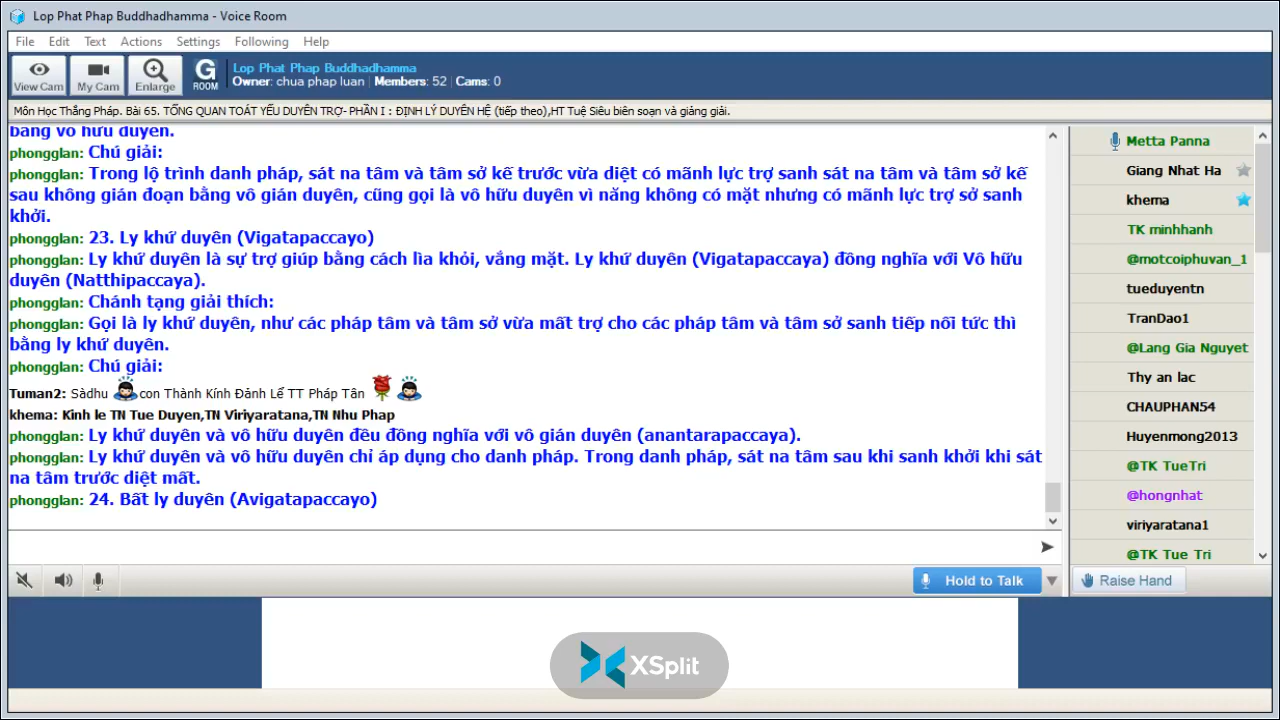 Lop Phat Phap Buddhadhamma - Voice Room
File Edit Text Actions Settings Following Help
View Cam My Cam Enlarge G ROOM
Lop Phat Phap Buddhadhamma
Owner: chua phap luan | Members: 52 | Cams: 0
Môn Học Thắng Pháp. Bài 65. TỔNG QUAN TOÁT YẾU DUYÊN TRỢ- PHẦN I : ĐỊNH LÝ DUYÊN HỆ (tiếp theo),HT Tuệ Siêu biên soạn và giảng giải.
bằng vô hữu duyên.
phongglan: Chú giải:
phongglan: Trong lộ trình danh pháp, sát na tâm và tâm sở kế trước vừa diệt có mãnh lực trợ sanh sát na tâm và tâm sở kế
sau không gián đoạn bằng vô gián duyên, cũng gọi là vô hữu duyên vì năng không có mặt nhưng có mãnh lực trợ sở sanh
khởi.
phongglan: 23. Ly khứ duyên (Vigatapaccayo)
phongglan: Ly khứ duyên là sự trợ giúp bằng cách lìa khỏi, vắng mặt. Ly khứ duyên (Vigatapaccaya) đồng nghĩa với Vô hữu
duyên (Natthipaccaya).
phongglan: Chánh tạng giải thích:
phongglan: Gọi là ly khứ duyên, như các pháp tâm và tâm sở vừa mất trợ cho các pháp tâm và tâm sở sanh tiếp nối tức thì
bằng ly khứ duyên.
phongglan: Chú giải:
Tuman2: Sàdhu con Thành Kính Đảnh Lể TT Pháp Tân
khema: Kinh le TN Tue Duyen,TN Viriyaratana,TN Nhu Phap
phongglan: Ly khứ duyên và vô hữu duyên đều đồng nghĩa với vô gián duyên (anantarapaccaya).
phongglan: Ly khứ duyên và vô hữu duyên chỉ áp dụng cho danh pháp. Trong danh pháp, sát na tâm sau khi sanh khởi khi sát
na tâm trước diệt mất.
phongglan: 24. Bất ly duyên (Avigatapaccayo)
Metta Panna
Giang Nhat Ha
khema
TK minhhanh
@motcoiphuvan_1
tueduyentn
TranDao1
@Lang Gia Nguyet
Thy an lac
CHAUPHAN54
Huyenmong2013
@TK TueTri
@hongnhat
viriyaratana1
@TK Tue Tri
Hold to Talk
Raise Hand
XSplit